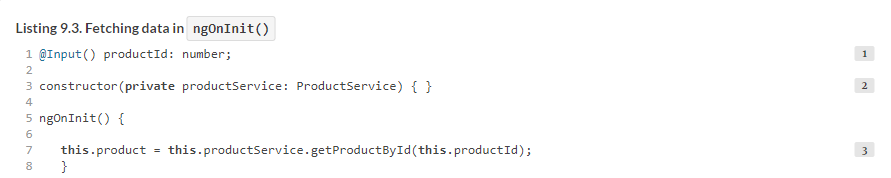 Listing 9.3. Fetching data in ngOnInit()
1 @Input() productId: number; 1
2
3 constructor(private productService: ProductService) { } 2
4
5 ngOnInit() {
6
7    this.product = this.productService.getProductById(this.productId); 3
8    }